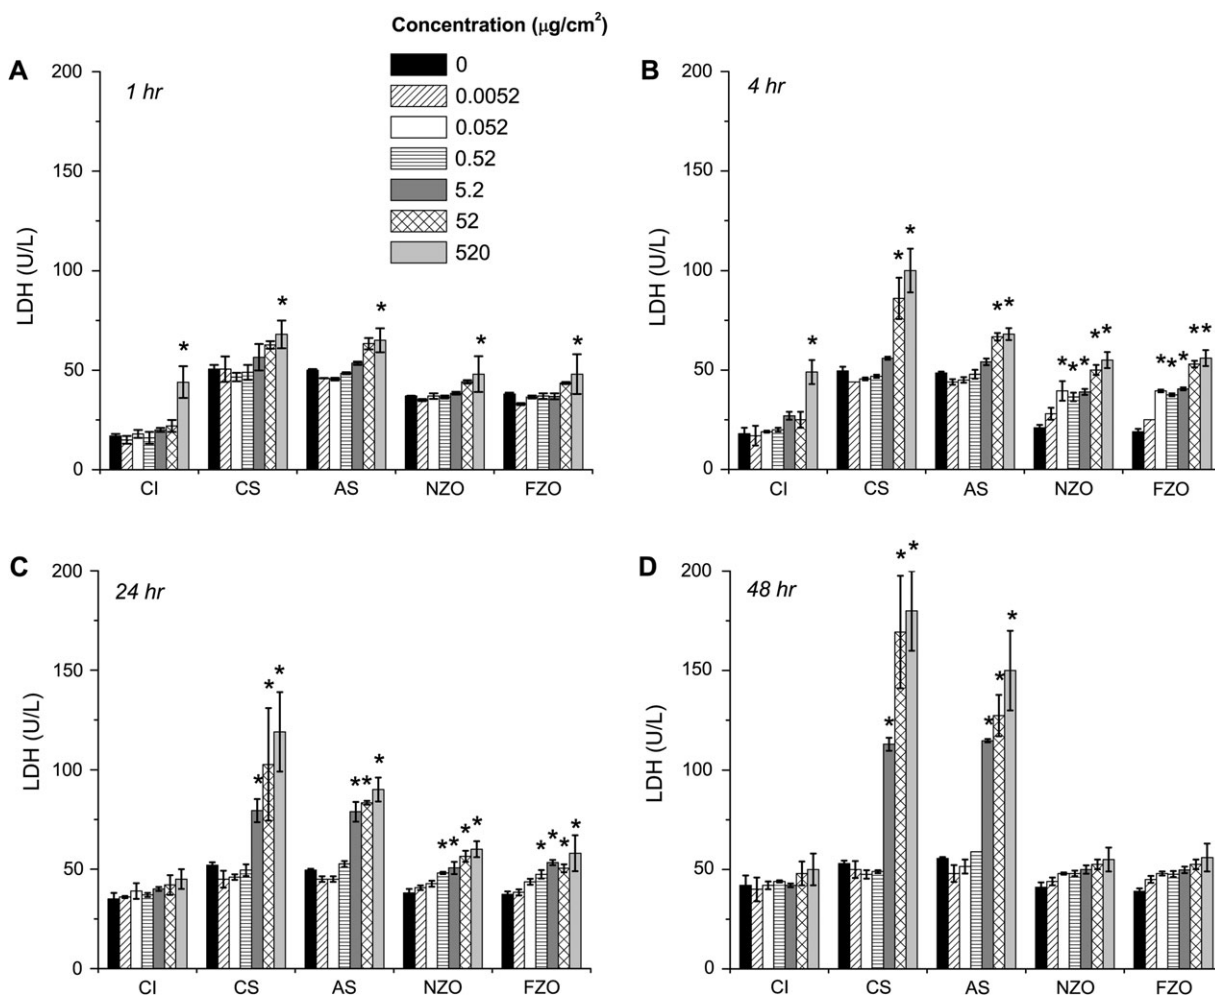 Concentration (μg/cm²)
0
0.0052
0.052
0.52
5.2
52
520
A
1 hr
LDH (U/L)
200
150
100
50
0
CI CS AS NZO FZO
* * * * *
B
4 hr
LDH (U/L)
200
150
100
50
0
CI CS AS NZO FZO
* * * * * * * * * * * * * * *
C
24 hr
LDH (U/L)
200
150
100
50
0
CI CS AS NZO FZO
* * * * * * * * * * * * * *
D
48 hr
LDH (U/L)
200
150
100
50
0
CI CS AS NZO FZO
* * * * * *